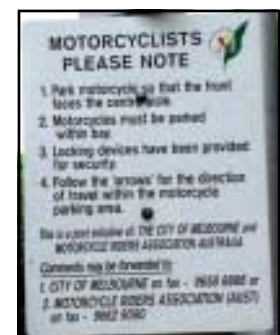 MOTORCYCLISTS
PLEASE NOTE
1. Park motorcycle so that the front
faces the centre
2. Motorcycles must be parked
within bay.
3. Locking devices have been provided
for security.
4. Follow the 'arrows' for the direction
of travel within the motorcycle
parking area.
This is a joint initiative of: THE CITY OF MELBOURNE and
MOTORCYCLE RIDERS ASSOCIATION AUSTRALIA
Comments may be forwarded to
1. CITY OF MELBOURNE on fax - 9658 or
2. MOTORCYCLE RIDERS ASSOCIATION (AUST)
on fax -